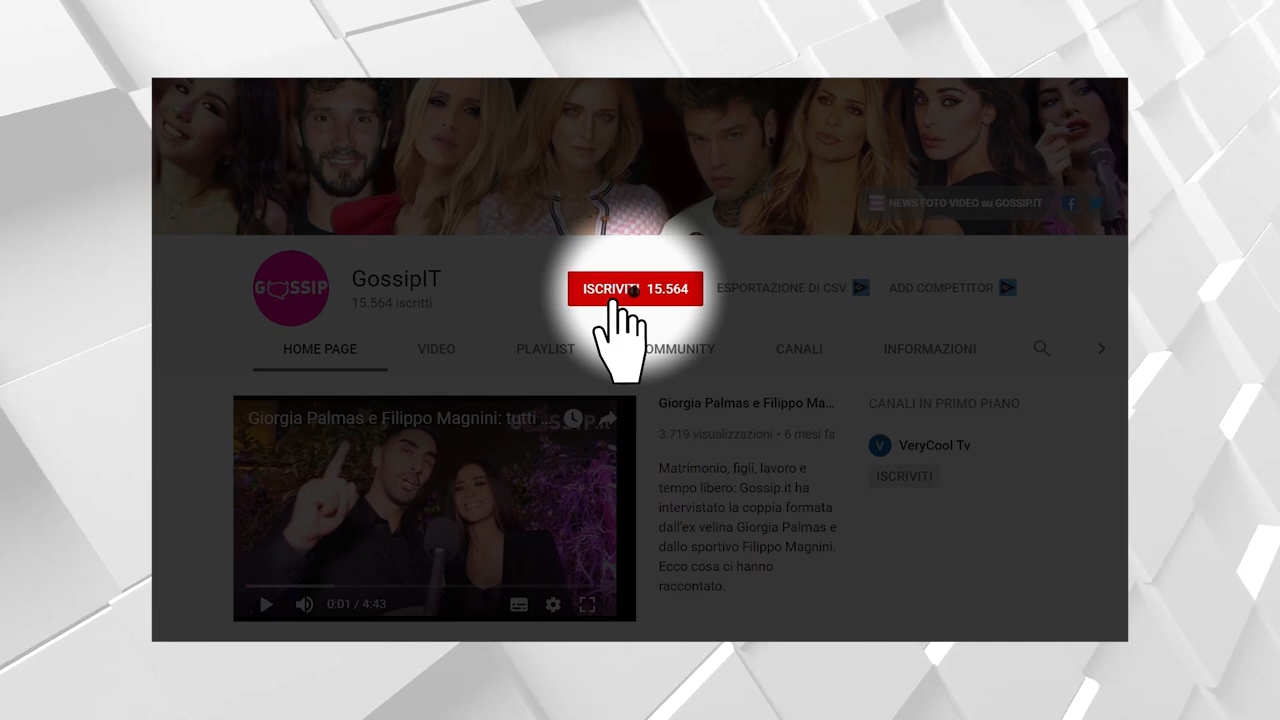 NEWS FOTO VIDEO su GOSSIP.IT
GOSSIP
GossipIT
15.564 iscritti
ISCRIVITI 15.564
ESPORTAZIONE DI CSV
ADD COMPETITOR
HOME PAGE
VIDEO
PLAYLIST
COMMUNITY
CANALI
INFORMAZIONI
Giorgia Palmas e Filippo Magnini: tutti ...
0:01 / 4:43
Giorgia Palmas e Filippo Ma...
3.719 visualizzazioni • 6 mesi fa
Matrimonio, figli, lavoro e
tempo libero: Gossip.it ha
intervistato la coppia formata
dall'ex velina Giorgia Palmas e
dallo sportivo Filippo Magnini.
Ecco cosa ci hanno
raccontato.
CANALI IN PRIMO PIANO
V
VeryCool Tv
ISCRIVITI